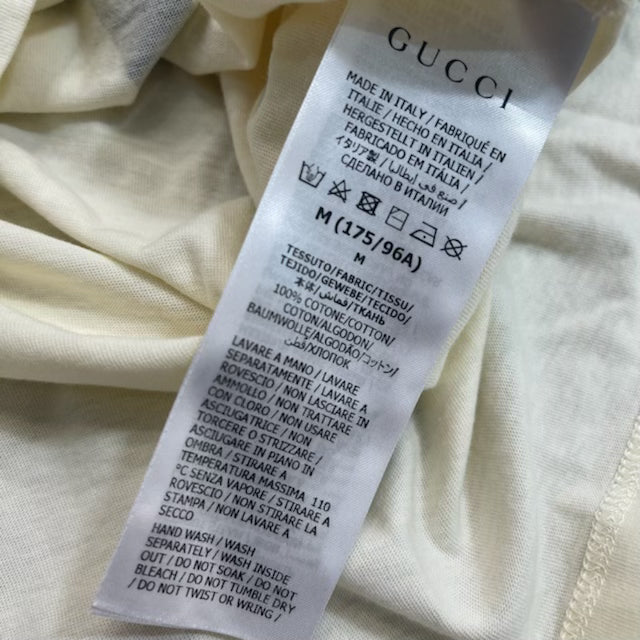 GUCCI
MADE IN ITALY / FABRIQUÉ EN
ITALIE / HECHO EN ITALIA /
HERGESTELLT IN ITALIEN /
FABRICADO EM ITÁLIA /
イタリア製 / صنع في إيطاليا /
СДЕЛАНО В ИТАЛИИ
M (175/96A)
M
TESSUTO/FABRIC/TISSU/
TEJIDO/GEWEBE/TECIDO/
本体/قماش/ТКАНЬ
100% COTONE/COTTON/
COTON/ALGODON/
BAUMWOLLE/ALGODÃO/コットン/
قطن/ХЛОПОК
LAVARE A MANO / LAVARE
SEPARATAMENTE / LAVARE A
ROVESCIO / NON LASCIARE IN
AMMOLLO / NON TRATTARE
CON CLORO / NON USARE
ASCIUGATRICE / NON
TORCERE O STRIZZARE /
ASCIUGARE IN PIANO IN
OMBRA / STIRARE A
TEMPERATURA MASSIMA 110
°C SENZA VAPORE / STIRARE A
ROVESCIO / NON STIRARE LA
STAMPA / NON LAVARE A
SECCO
HAND WASH / WASH
SEPARATELY / WASH INSIDE
OUT / DO NOT SOAK / DO NOT
BLEACH / DO NOT TUMBLE DRY
/ DO NOT TWIST OR WRING /